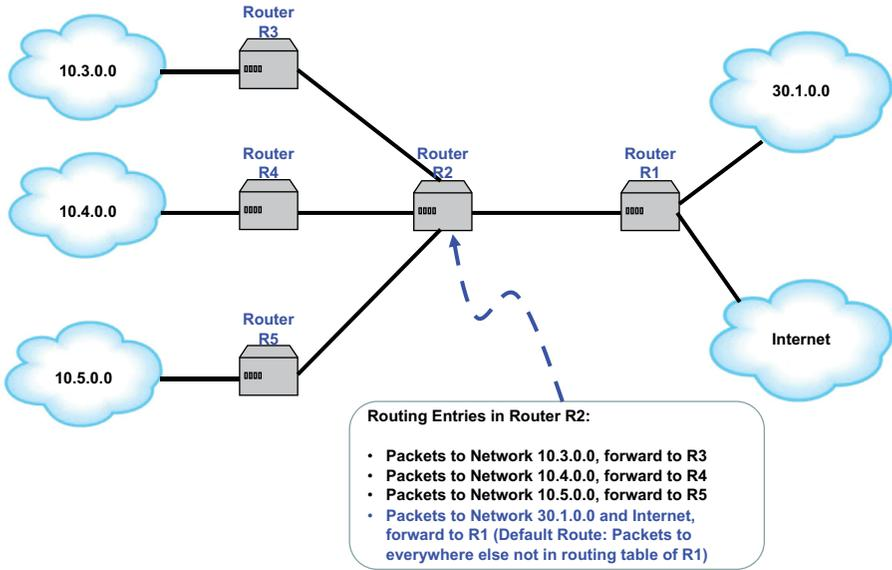 Router
R3
10.3.0.0
30.1.0.0
Router
R4
Router
R2
Router
R1
10.4.0.0
Router
R5
Internet
10.5.0.0
Routing Entries in Router R2:
• Packets to Network 10.3.0.0, forward to R3
• Packets to Network 10.4.0.0, forward to R4
• Packets to Network 10.5.0.0, forward to R5
• Packets to Network 30.1.0.0 and Internet,
forward to R1 (Default Route: Packets to
everywhere else not in routing table of R1)